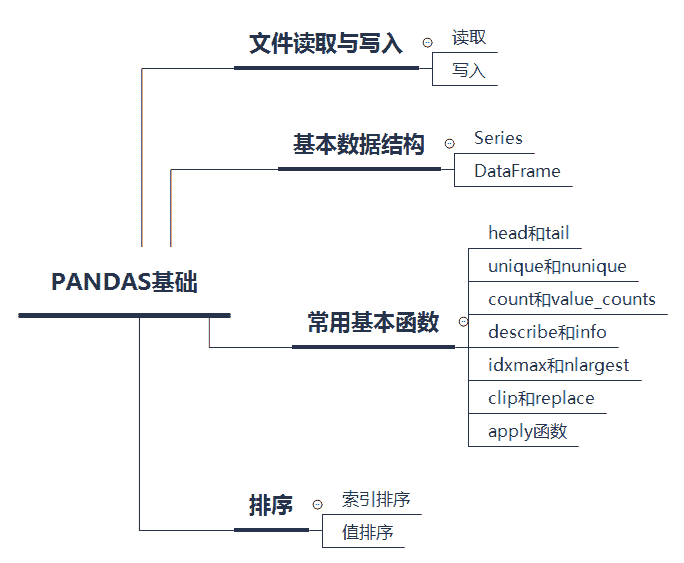 PANDAS基础
文件读取与写入
读取
写入
基本数据结构
Series
DataFrame
常用基本函数
head和tail
unique和nunique
count和value_counts
describe和info
idxmax和nlargest
clip和replace
apply函数
排序
索引排序
值排序